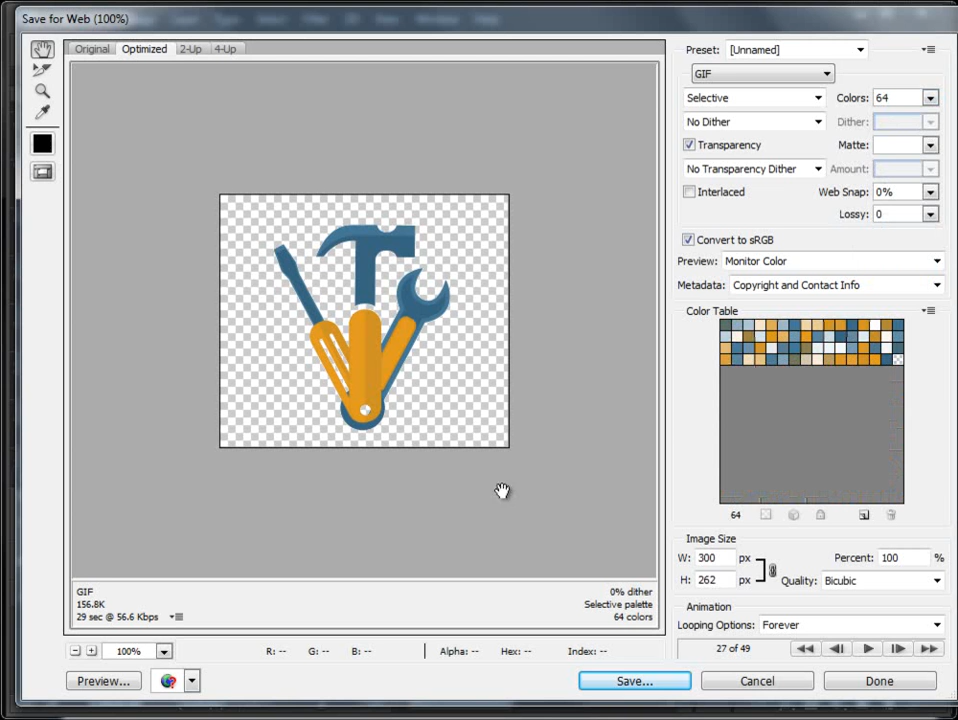 Save for Web (100%)
Original Optimized 2-Up 4-Up
Preset: [Unnamed]
GIF
Selective Colors: 64
No Dither Dither:
Transparency Matte:
No Transparency Dither Amount:
Interlaced Web Snap: 0%
Lossy: 0
Convert to sRGB
Preview: Monitor Color
Metadata: Copyright and Contact Info
Color Table
64
Image Size
W: 300 px Percent: 100 %
H: 262 px Quality: Bicubic
Animation
Looping Options: Forever
27 of 49
GIF 0% dither
156.8K Selective palette
29 sec @ 56.6 Kbps 64 colors
100% R: -- G: -- B: -- Alpha: -- Hex: -- Index: --
Preview... Save... Cancel Done